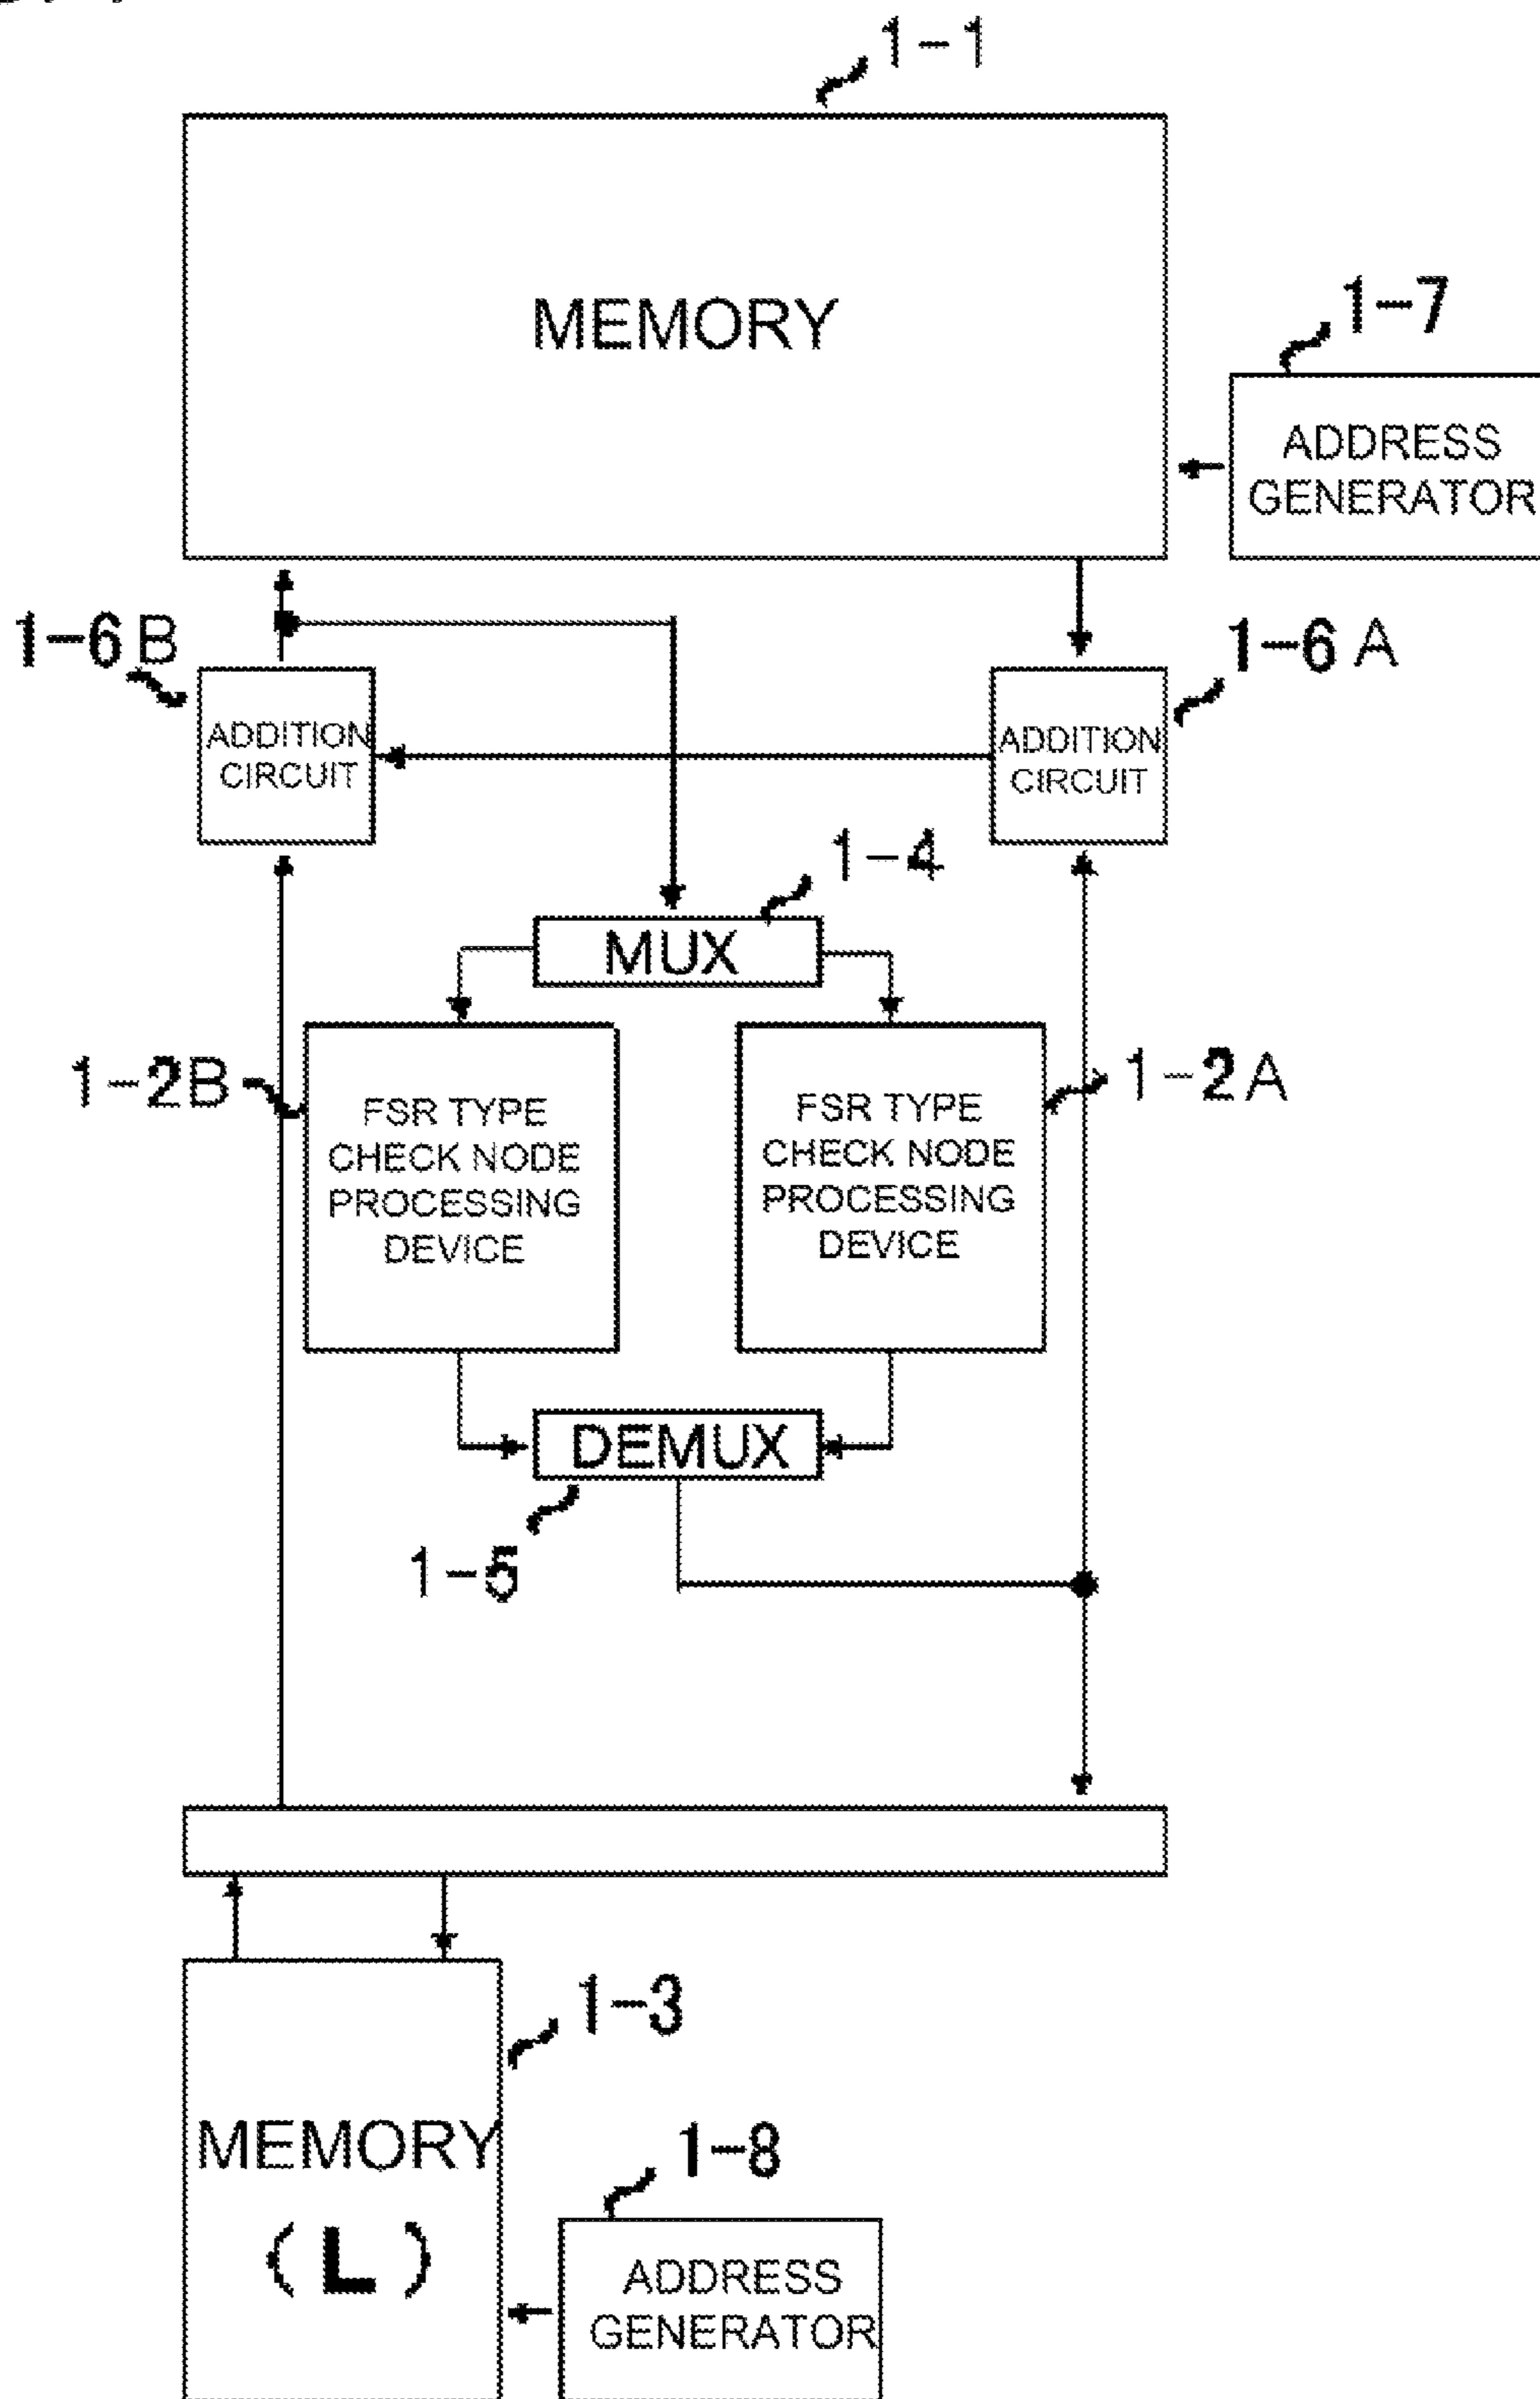 1-1
MEMORY
1-7
ADDRESS
GENERATOR
1-6B
ADDITION
CIRCUIT
1-6A
ADDITION
CIRCUIT
1-4
MUX
1-2B
FSR TYPE
CHECK NODE
PROCESSING
DEVICE
FSR TYPE
CHECK NODE
PROCESSING
DEVICE
1-2A
DEMUX
1-5
1-3
MEMORY
(L)
1-8
ADDRESS
GENERATOR